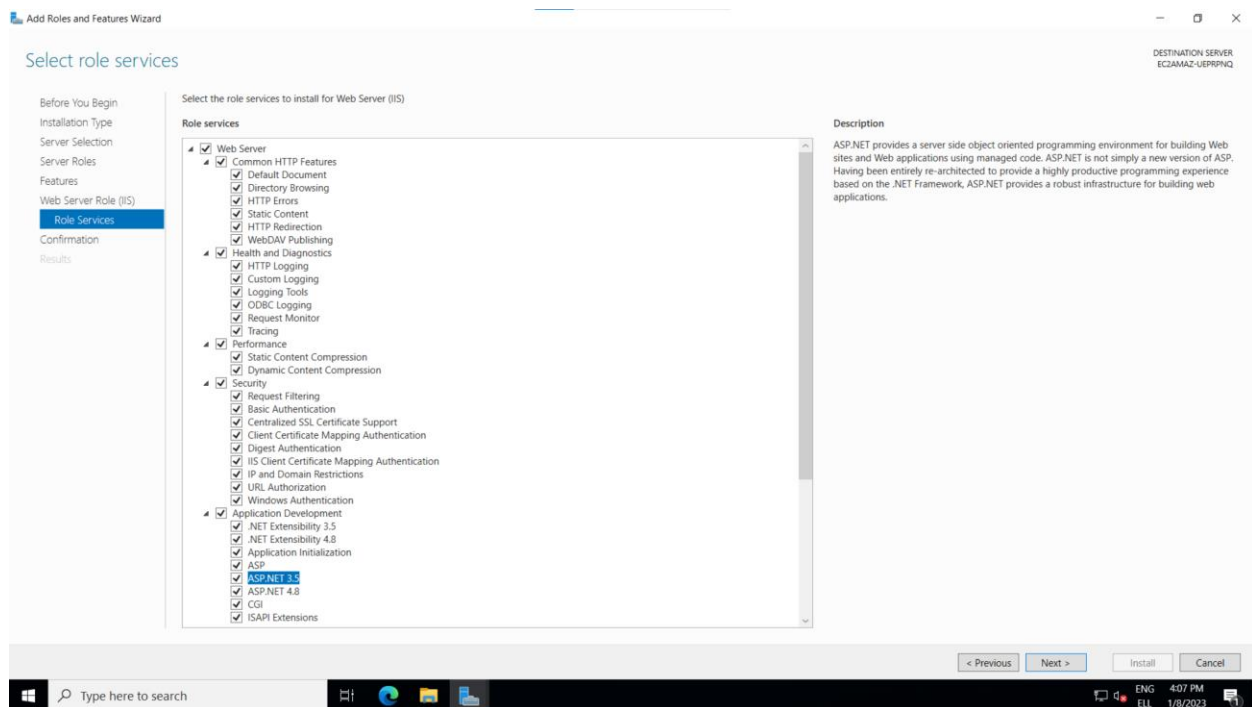 Add Roles and Features Wizard
Select role services
DESTINATION SERVER
EC2AMAZ-UEPRPNQ
Before You Begin
Installation Type
Server Selection
Server Roles
Features
Web Server Role (IIS)
Role Services
Confirmation
Results
Select the role services to install for Web Server (IIS)
Role services
Web Server
Common HTTP Features
Default Document
Directory Browsing
HTTP Errors
Static Content
HTTP Redirection
WebDAV Publishing
Health and Diagnostics
HTTP Logging
Custom Logging
Logging Tools
ODBC Logging
Request Monitor
Tracing
Performance
Static Content Compression
Dynamic Content Compression
Security
Request Filtering
Basic Authentication
Centralized SSL Certificate Support
Client Certificate Mapping Authentication
Digest Authentication
IIS Client Certificate Mapping Authentication
IP and Domain Restrictions
URL Authorization
Windows Authentication
Application Development
.NET Extensibility 3.5
.NET Extensibility 4.8
Application Initialization
ASP
ASP.NET 3.5
ASP.NET 4.8
CGI
ISAPI Extensions
Description
ASP.NET provides a server side object oriented programming environment for building Web
sites and Web applications using managed code. ASP.NET is not simply a new version of ASP.
Having been entirely re-architected to provide a highly productive programming experience
based on the .NET Framework, ASP.NET provides a robust infrastructure for building web
applications.
< Previous
Next >
Install
Cancel
Type here to search
ENG
ELL
4:07 PM
1/8/2023
1